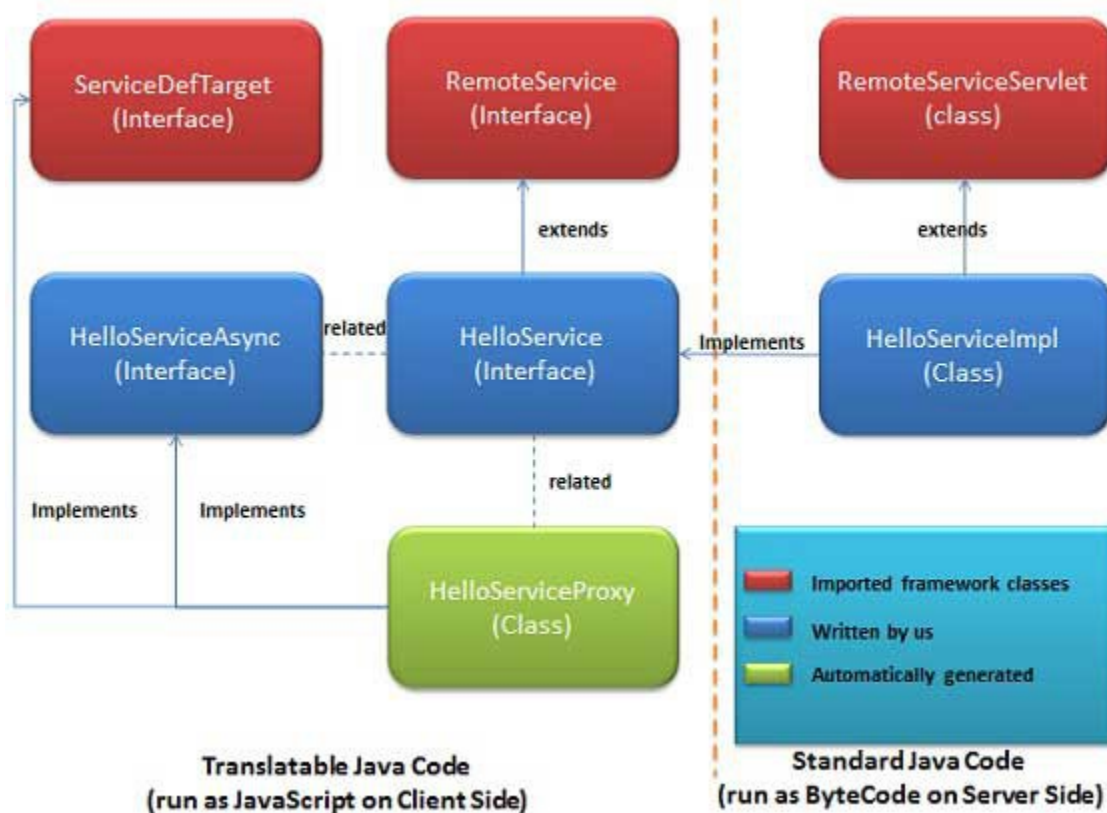 ServiceDefTarget
(Interface)
RemoteService
(Interface)
RemoteServiceServlet
(class)
extends
extends
HelloServiceAsync
(Interface)
related
HelloService
(Interface)
Implements
HelloServiceImpl
(Class)
related
Implements
Implements
HelloServiceProxy
(Class)
Imported framework classes
Written by us
Automatically generated
Translatable Java Code
(run as JavaScript on Client Side)
Standard Java Code
(run as ByteCode on Server Side)